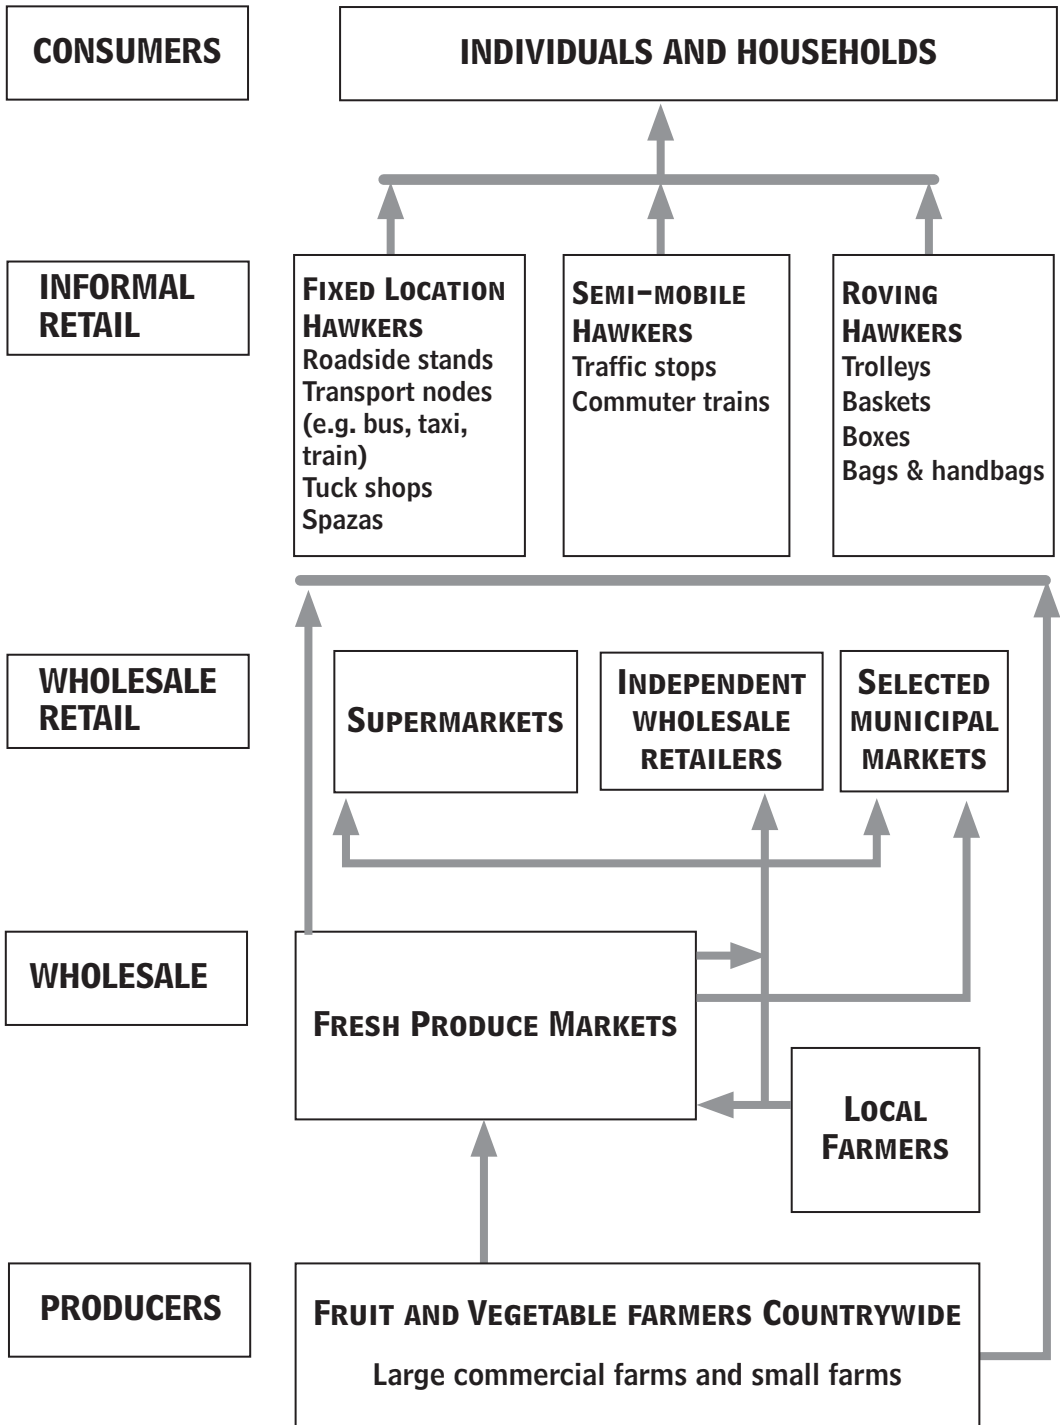 CONSUMERS
INDIVIDUALS AND HOUSEHOLDS
INFORMAL
RETAIL
FIXED LOCATION
HAWKERS
Roadside stands
Transport nodes
(e.g. bus, taxi,
train)
Tuck shops
Spazas
SEMI-MOBILE
HAWKERS
Traffic stops
Commuter trains
ROVING
HAWKERS
Trolleys
Baskets
Boxes
Bags & handbags
WHOLESALE
RETAIL
SUPERMARKETS
INDEPENDENT
WHOLESALE
RETAILERS
SELECTED
MUNICIPAL
MARKETS
WHOLESALE
FRESH PRODUCE MARKETS
LOCAL
FARMERS
PRODUCERS
FRUIT AND VEGETABLE FARMERS COUNTRYWIDE
Large commercial farms and small farms